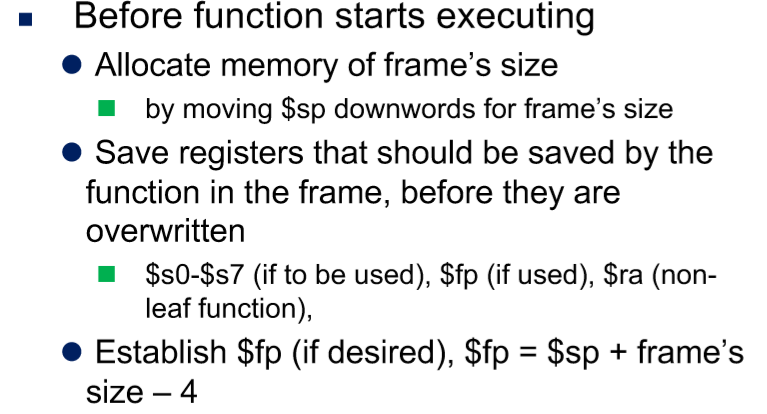 Before function starts executing
Allocate memory of frame's size
by moving $sp downwords for frame's size
Save registers that should be saved by the
function in the frame, before they are
overwritten
$s0-$s7 (if to be used), $fp (if used), $ra (non-
leaf function),
Establish $fp (if desired), $fp = $sp + frame's
size – 4